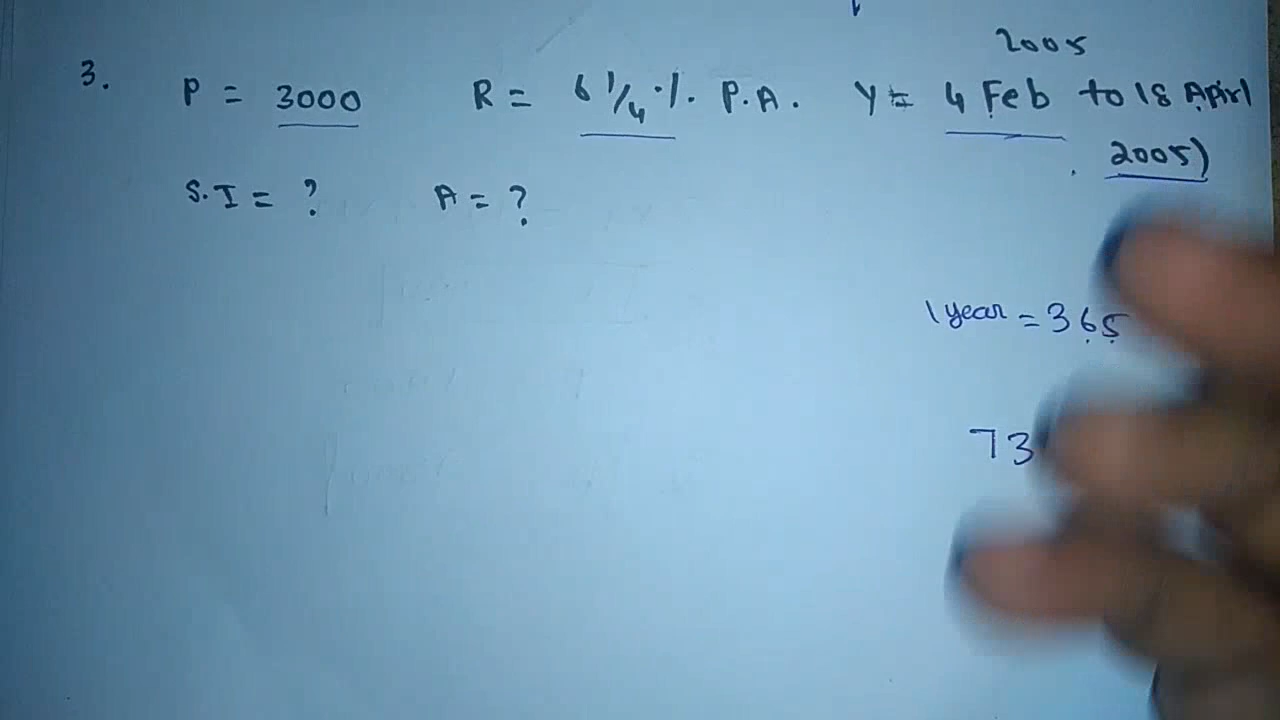 2005
3. P = 3000 R = 6 1/4 %. P.A. Y = 4 Feb to 18 Apirl
2005)
S.I = ? A = ?
1 year = 365
73